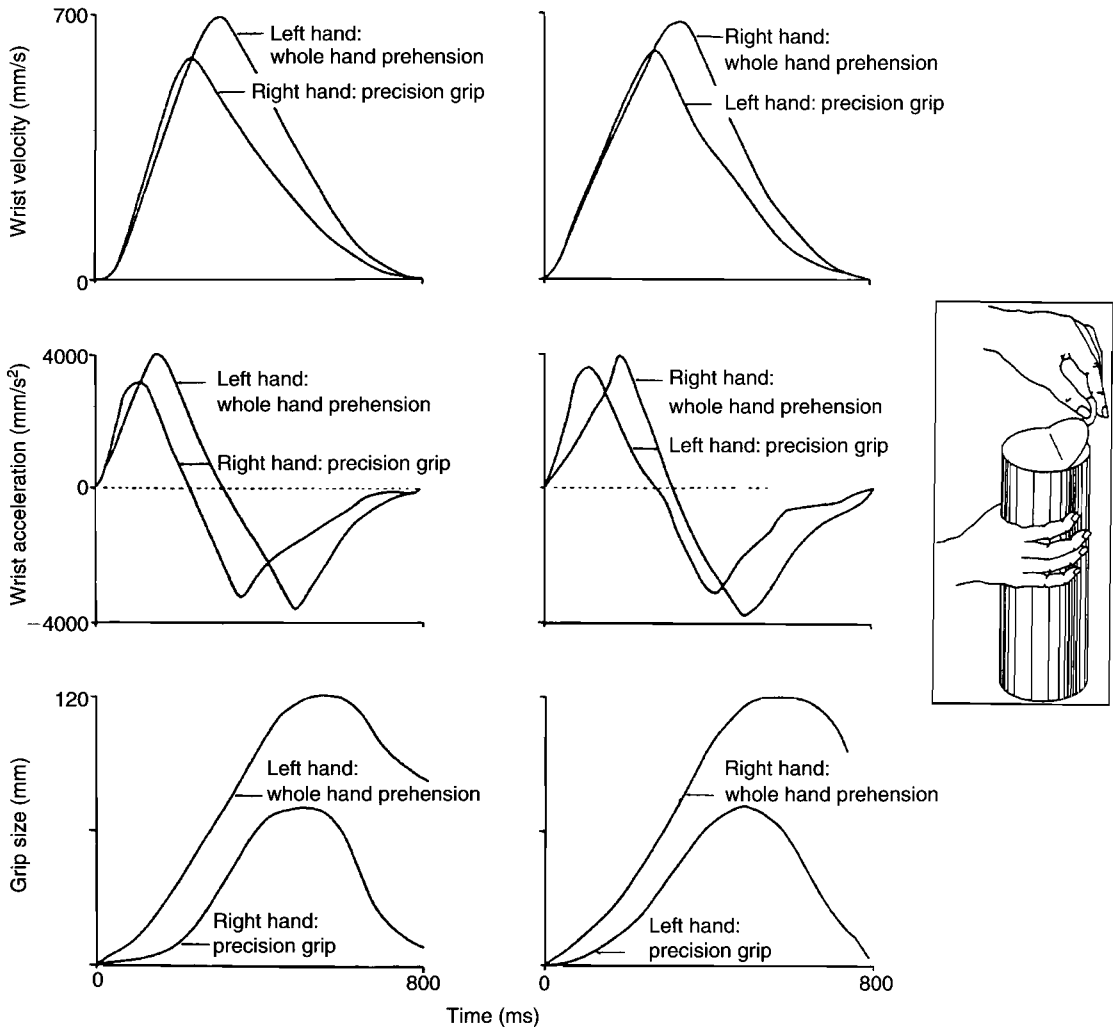 Wrist velocity (mm/s)
700
0
Left hand:
whole hand prehension
Right hand: precision grip
Right hand:
whole hand prehension
Left hand: precision grip
800
800
Wrist acceleration (mm/s²)
4000
0
−4000
Left hand:
whole hand prehension
Right hand: precision grip
Right hand:
whole hand prehension
Left hand: precision grip
Grip size (mm)
120
Left hand:
whole hand prehension
Right hand:
precision grip
Right hand:
whole hand prehension
Left hand:
precision grip
0
800
0
800
Time (ms)